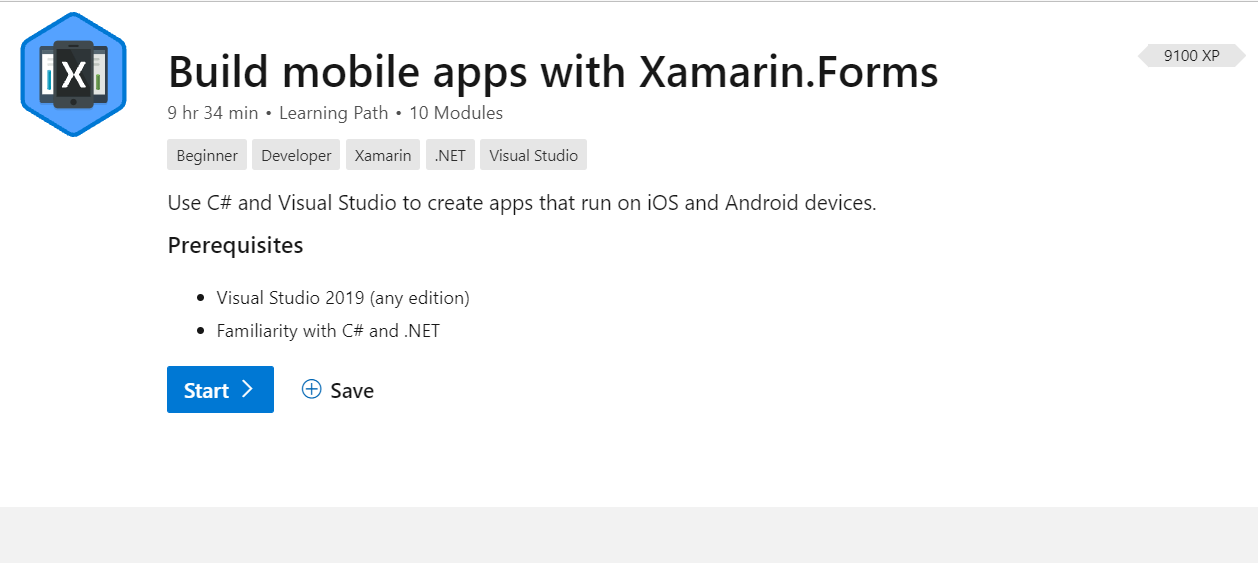 X
Build mobile apps with Xamarin.Forms
9100 XP
9 hr 34 min • Learning Path • 10 Modules
Beginner Developer Xamarin .NET Visual Studio
Use C# and Visual Studio to create apps that run on iOS and Android devices.
Prerequisites
• Visual Studio 2019 (any edition)
• Familiarity with C# and .NET
Start Save